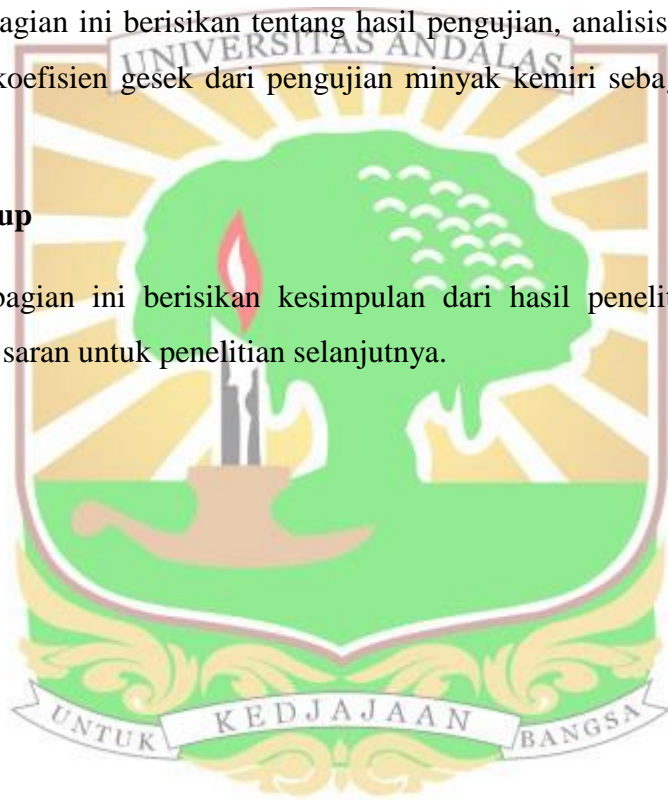 agian ini berisikan tentang hasil pengujian, analisis
UNIVERSITAS ANDALAS
koefisien gesek dari pengujian minyak kemiri seba
up
bagian ini berisikan kesimpulan dari hasil penelit
saran untuk penelitian selanjutnya.
UNTUK KEDJAJAAN BANGSA